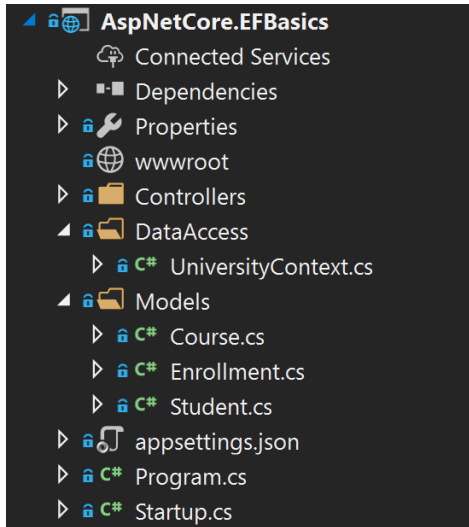 AspNetCore.EFBasics
Connected Services
Dependencies
Properties
wwwroot
Controllers
DataAccess
C# UniversityContext.cs
Models
C# Course.cs
C# Enrollment.cs
C# Student.cs
appsettings.json
C# Program.cs
C# Startup.cs